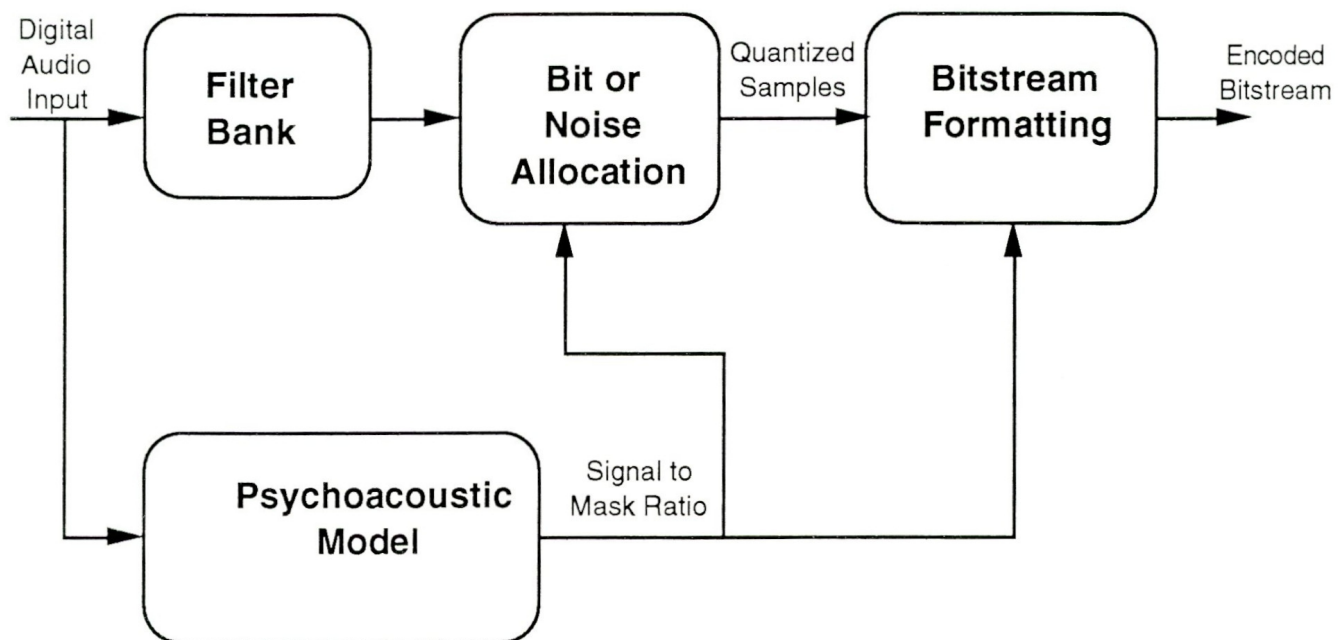 Digital
Audio
Input
Filter
Bank
Bit or
Noise
Allocation
Quantized
Samples
Bitstream
Formatting
Encoded
Bitstream
Psychoacoustic
Model
Signal to
Mask Ratio